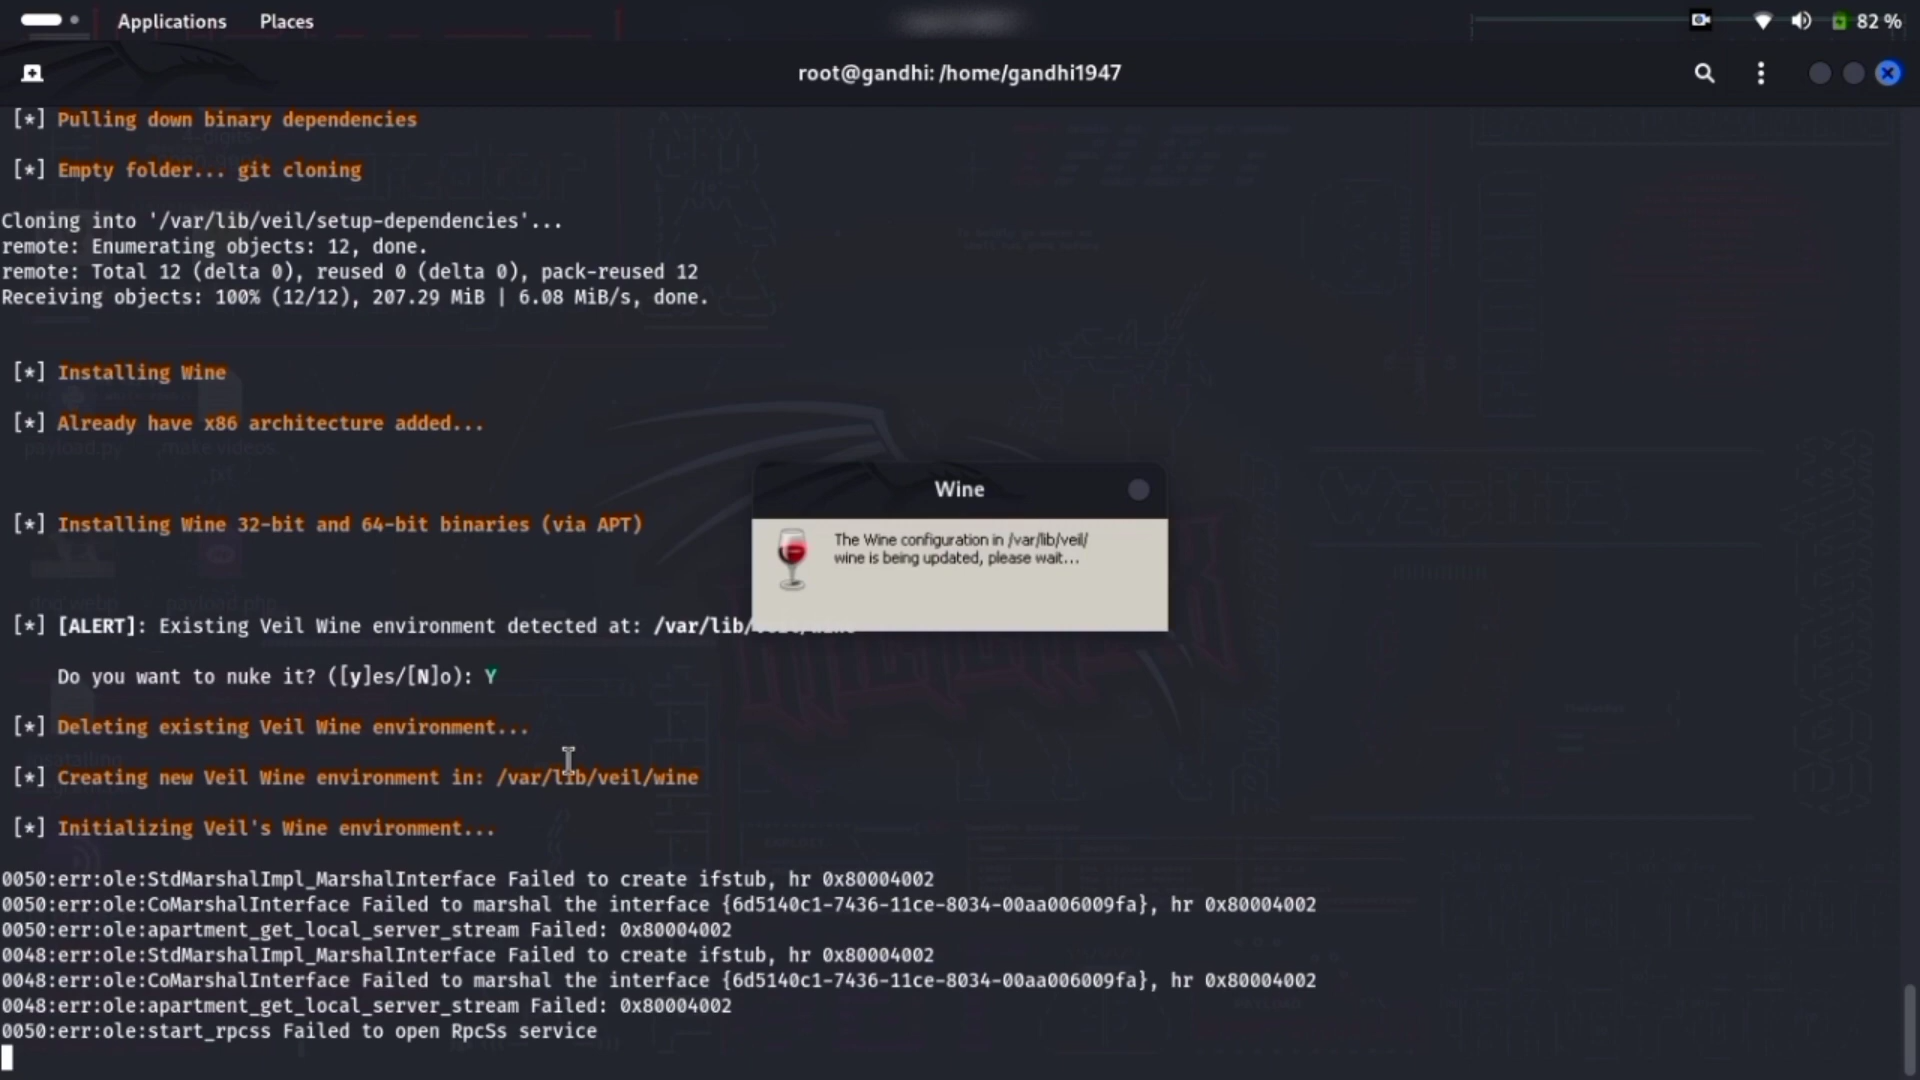 Applications Places
82 %
root@gandhi: /home/gandhi1947
[*] Pulling down binary dependencies
[*] Empty folder... git cloning
Cloning into '/var/lib/veil/setup-dependencies'...
remote: Enumerating objects: 12, done.
remote: Total 12 (delta 0), reused 0 (delta 0), pack-reused 12
Receiving objects: 100% (12/12), 207.29 MiB | 6.08 MiB/s, done.
[*] Installing Wine
[*] Already have x86 architecture added...
payload.py make videos
.txt
[*] Installing Wine 32-bit and 64-bit binaries (via APT)
Wine
The Wine configuration in /var/lib/veil/
wine is being updated, please wait...
dog.webp payload.php
[*] [ALERT]: Existing Veil Wine environment detected at: /var/lib/
Do you want to nuke it? ([y]es/[N]o): Y
[*] Deleting existing Veil Wine environment...
[*] Creating new Veil Wine environment in: /var/lib/veil/wine
[*] Initializing Veil's Wine environment...
0050:err:ole:StdMarshalImpl_MarshalInterface Failed to create ifstub, hr 0x80004002
0050:err:ole:CoMarshalInterface Failed to marshal the interface {6d5140c1-7436-11ce-8034-00aa006009fa}, hr 0x80004002
0050:err:ole:apartment_get_local_server_stream Failed: 0x80004002
0048:err:ole:StdMarshalImpl_MarshalInterface Failed to create ifstub, hr 0x80004002
0048:err:ole:CoMarshalInterface Failed to marshal the interface {6d5140c1-7436-11ce-8034-00aa006009fa}, hr 0x80004002
0048:err:ole:apartment_get_local_server_stream Failed: 0x80004002
0050:err:ole:start_rpcss Failed to open RpcSs service